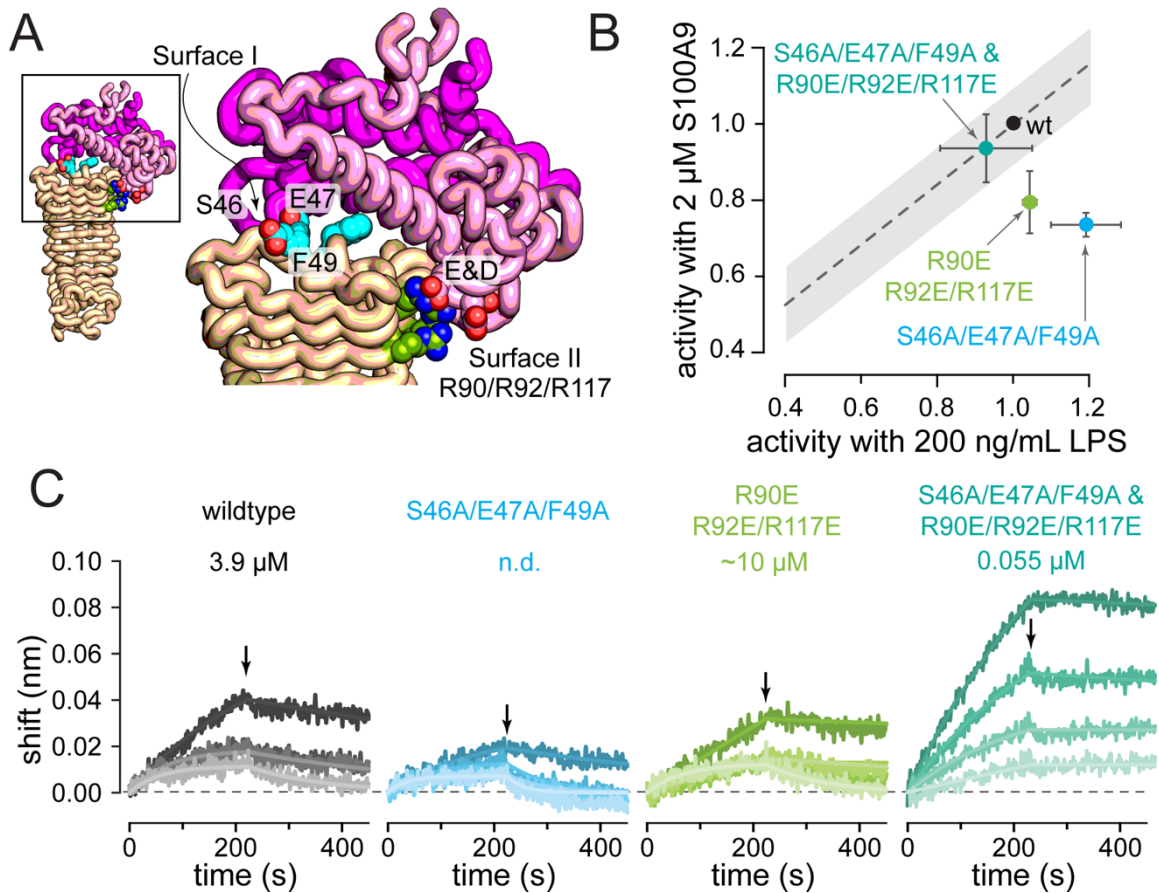 A
Surface I
S46
E47
F49
E&D
Surface II
R90/R92/R117
B
activity with 2 μM S100A9
1.2
1.0
0.8
0.6
0.4
S46A/E47A/F49A &
R90E/R92E/R117E
wt
R90E
R92E/R117E
S46A/E47A/F49A
0.4 0.6 0.8 1.0 1.2
activity with 200 ng/mL LPS
C
wildtype
3.9 μM
S46A/E47A/F49A
n.d.
R90E
R92E/R117E
~10 μM
S46A/E47A/F49A &
R90E/R92E/R117E
0.055 μM
shift (nm)
0.10
0.08
0.06
0.04
0.02
0.00
0 200 400
time (s)
0 200 400
time (s)
0 200 400
time (s)
0 200 400
time (s)